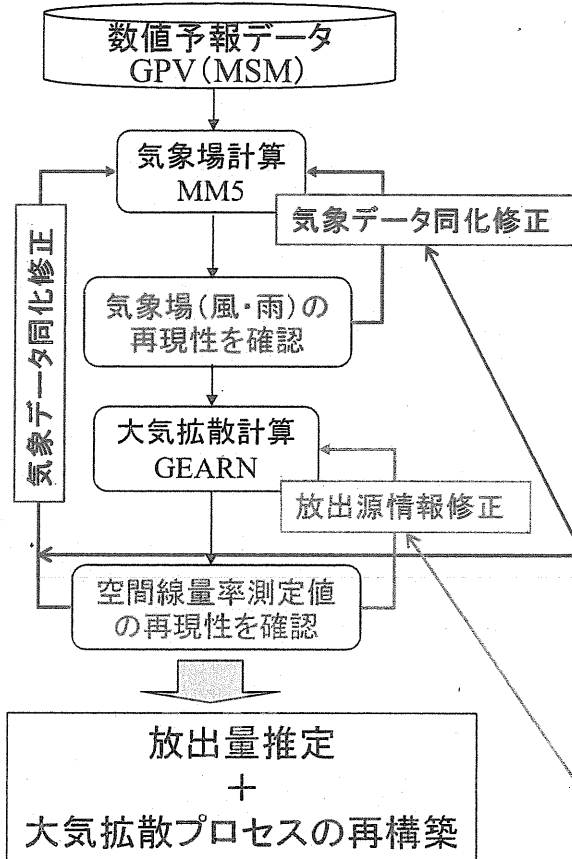 数値予報データ
GPV(MSM)
気象場計算
MM5
気象データ同化修正
気象データ同化修正
気象場(風・雨)の
再現性を確認
大気拡散計算
GEARN
放出源情報修正
空間線量率測定値
の再現性を確認
放出量推定
+
大気拡散プロセスの再構築